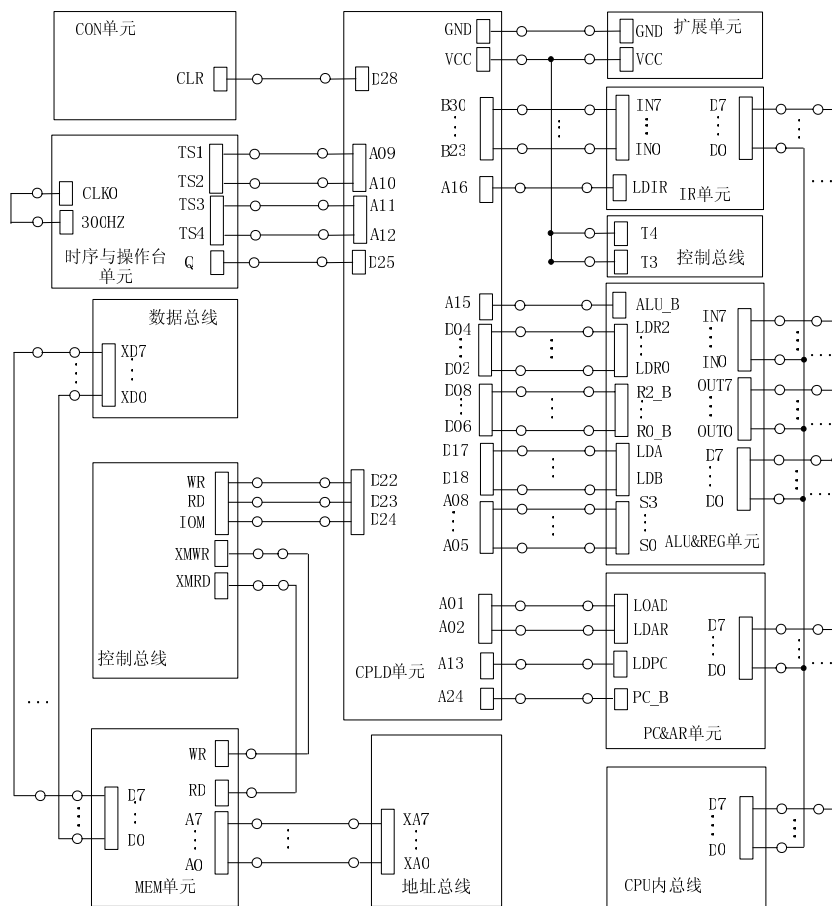 CON单元
CLR
D28
GND
VCC
GND
VCC
扩展单元
B30
B23
IN7
IN0
D7
D0
A16
LDIR
IR单元
TS1
TS2
TS3
TS4
Q
A09
A10
A11
A12
D25
CLK0
300HZ
时序与操作台
单元
T4
T3
控制总线
数据总线
XD7
XD0
A15
ALU_B
D04
D02
LDR2
LDR0
D08
D06
R2_B
R0_B
D17
D18
LDA
LDB
A08
A05
S3
S0
IN7
IN0
OUT7
OUT0
D7
D0
ALU&REG单元
WR
RD
IOM
D22
D23
D24
XMWR
XMRD
控制总线
CPLD单元
A01
A02
A13
A24
LOAD
LDAR
LDPC
PC_B
D7
D0
PC&AR单元
WR
RD
D7
D0
A7
A0
MEM单元
XA7
XA0
地址总线
D7
D0
CPU内总线